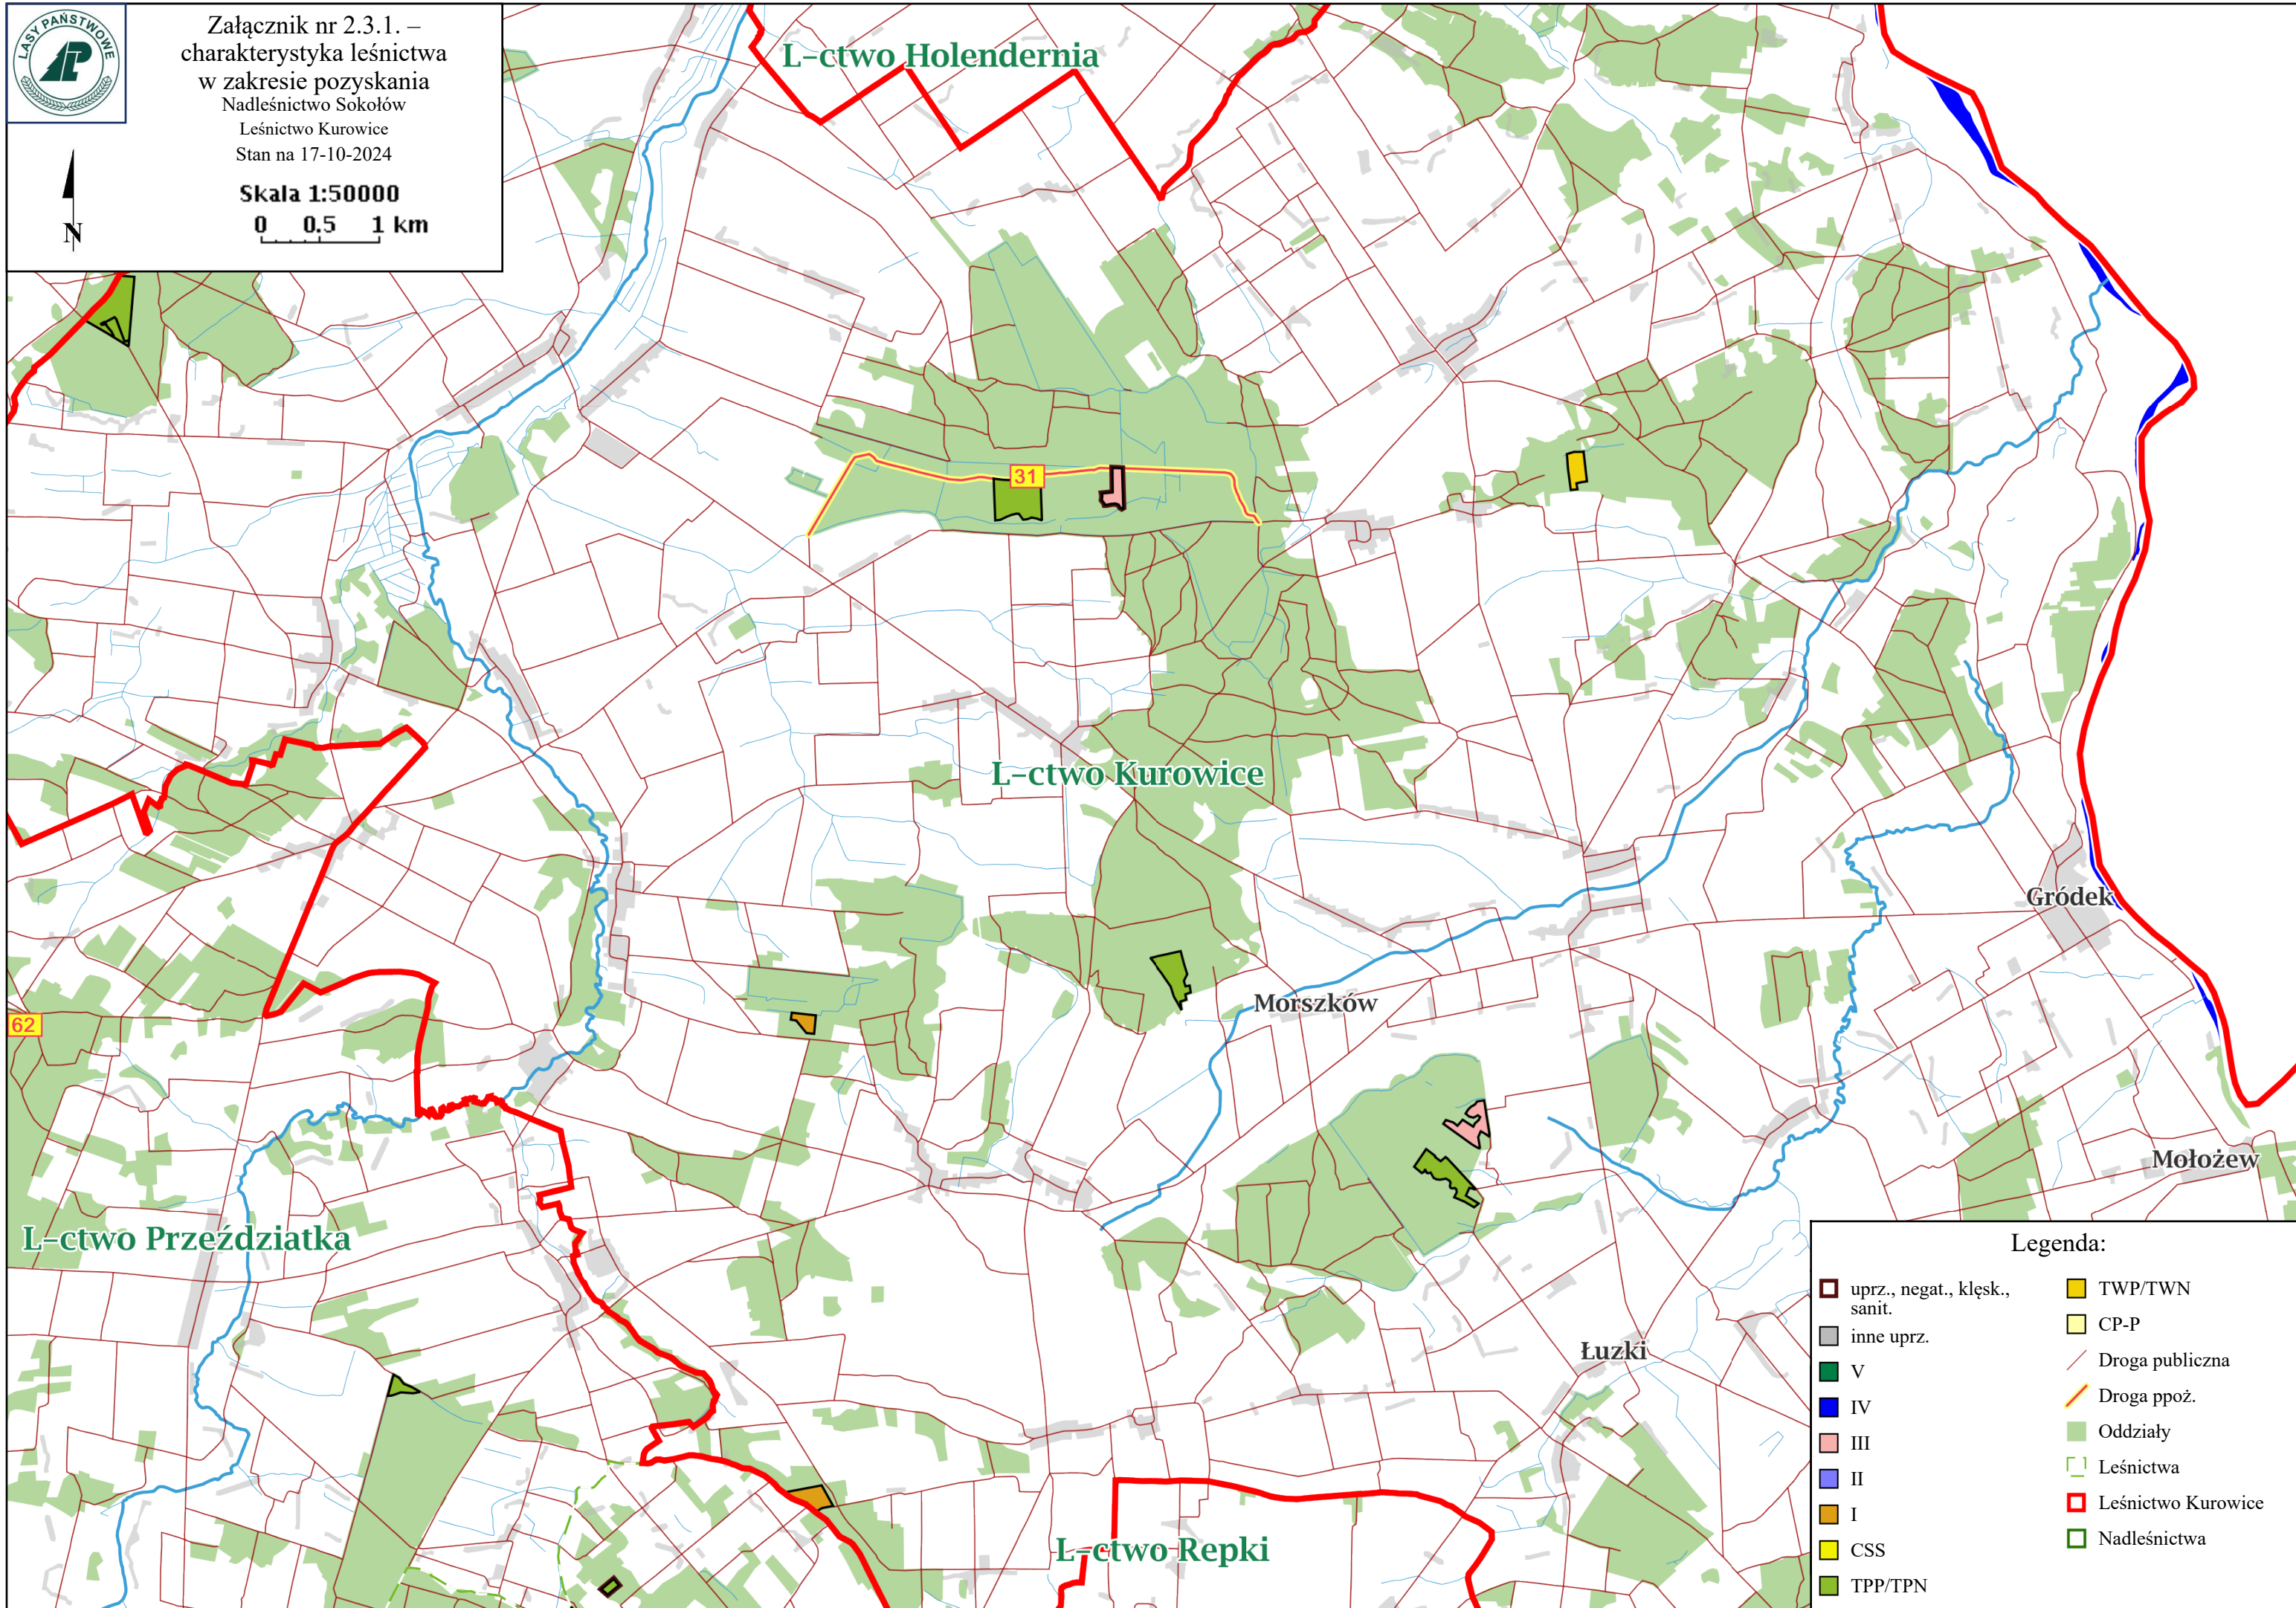 LASY PAŃSTWOWE
Załącznik nr 2.3.1. –
charakterystyka leśnictwa
w zakresie pozyskania
Nadleśnictwo Sokołów
Leśnictwo Kurowice
Stan na 17-10-2024
Skala 1:50000
0 0.5 1 km
N
L-ctwo Holendernia
31
L-ctwo Kurowice
Gródek
Morszków
62
Mołożew
L-ctwo Przeździatka
Łuzki
L-ctwo Repki
Legenda:
uprz., negat., klęsk.,
sanit.
inne uprz.
V
IV
III
II
I
CSS
TPP/TPN
TWP/TWN
CP-P
Droga publiczna
Droga ppoż.
Oddziały
Leśnictwa
Leśnictwo Kurowice
Nadleśnictwa